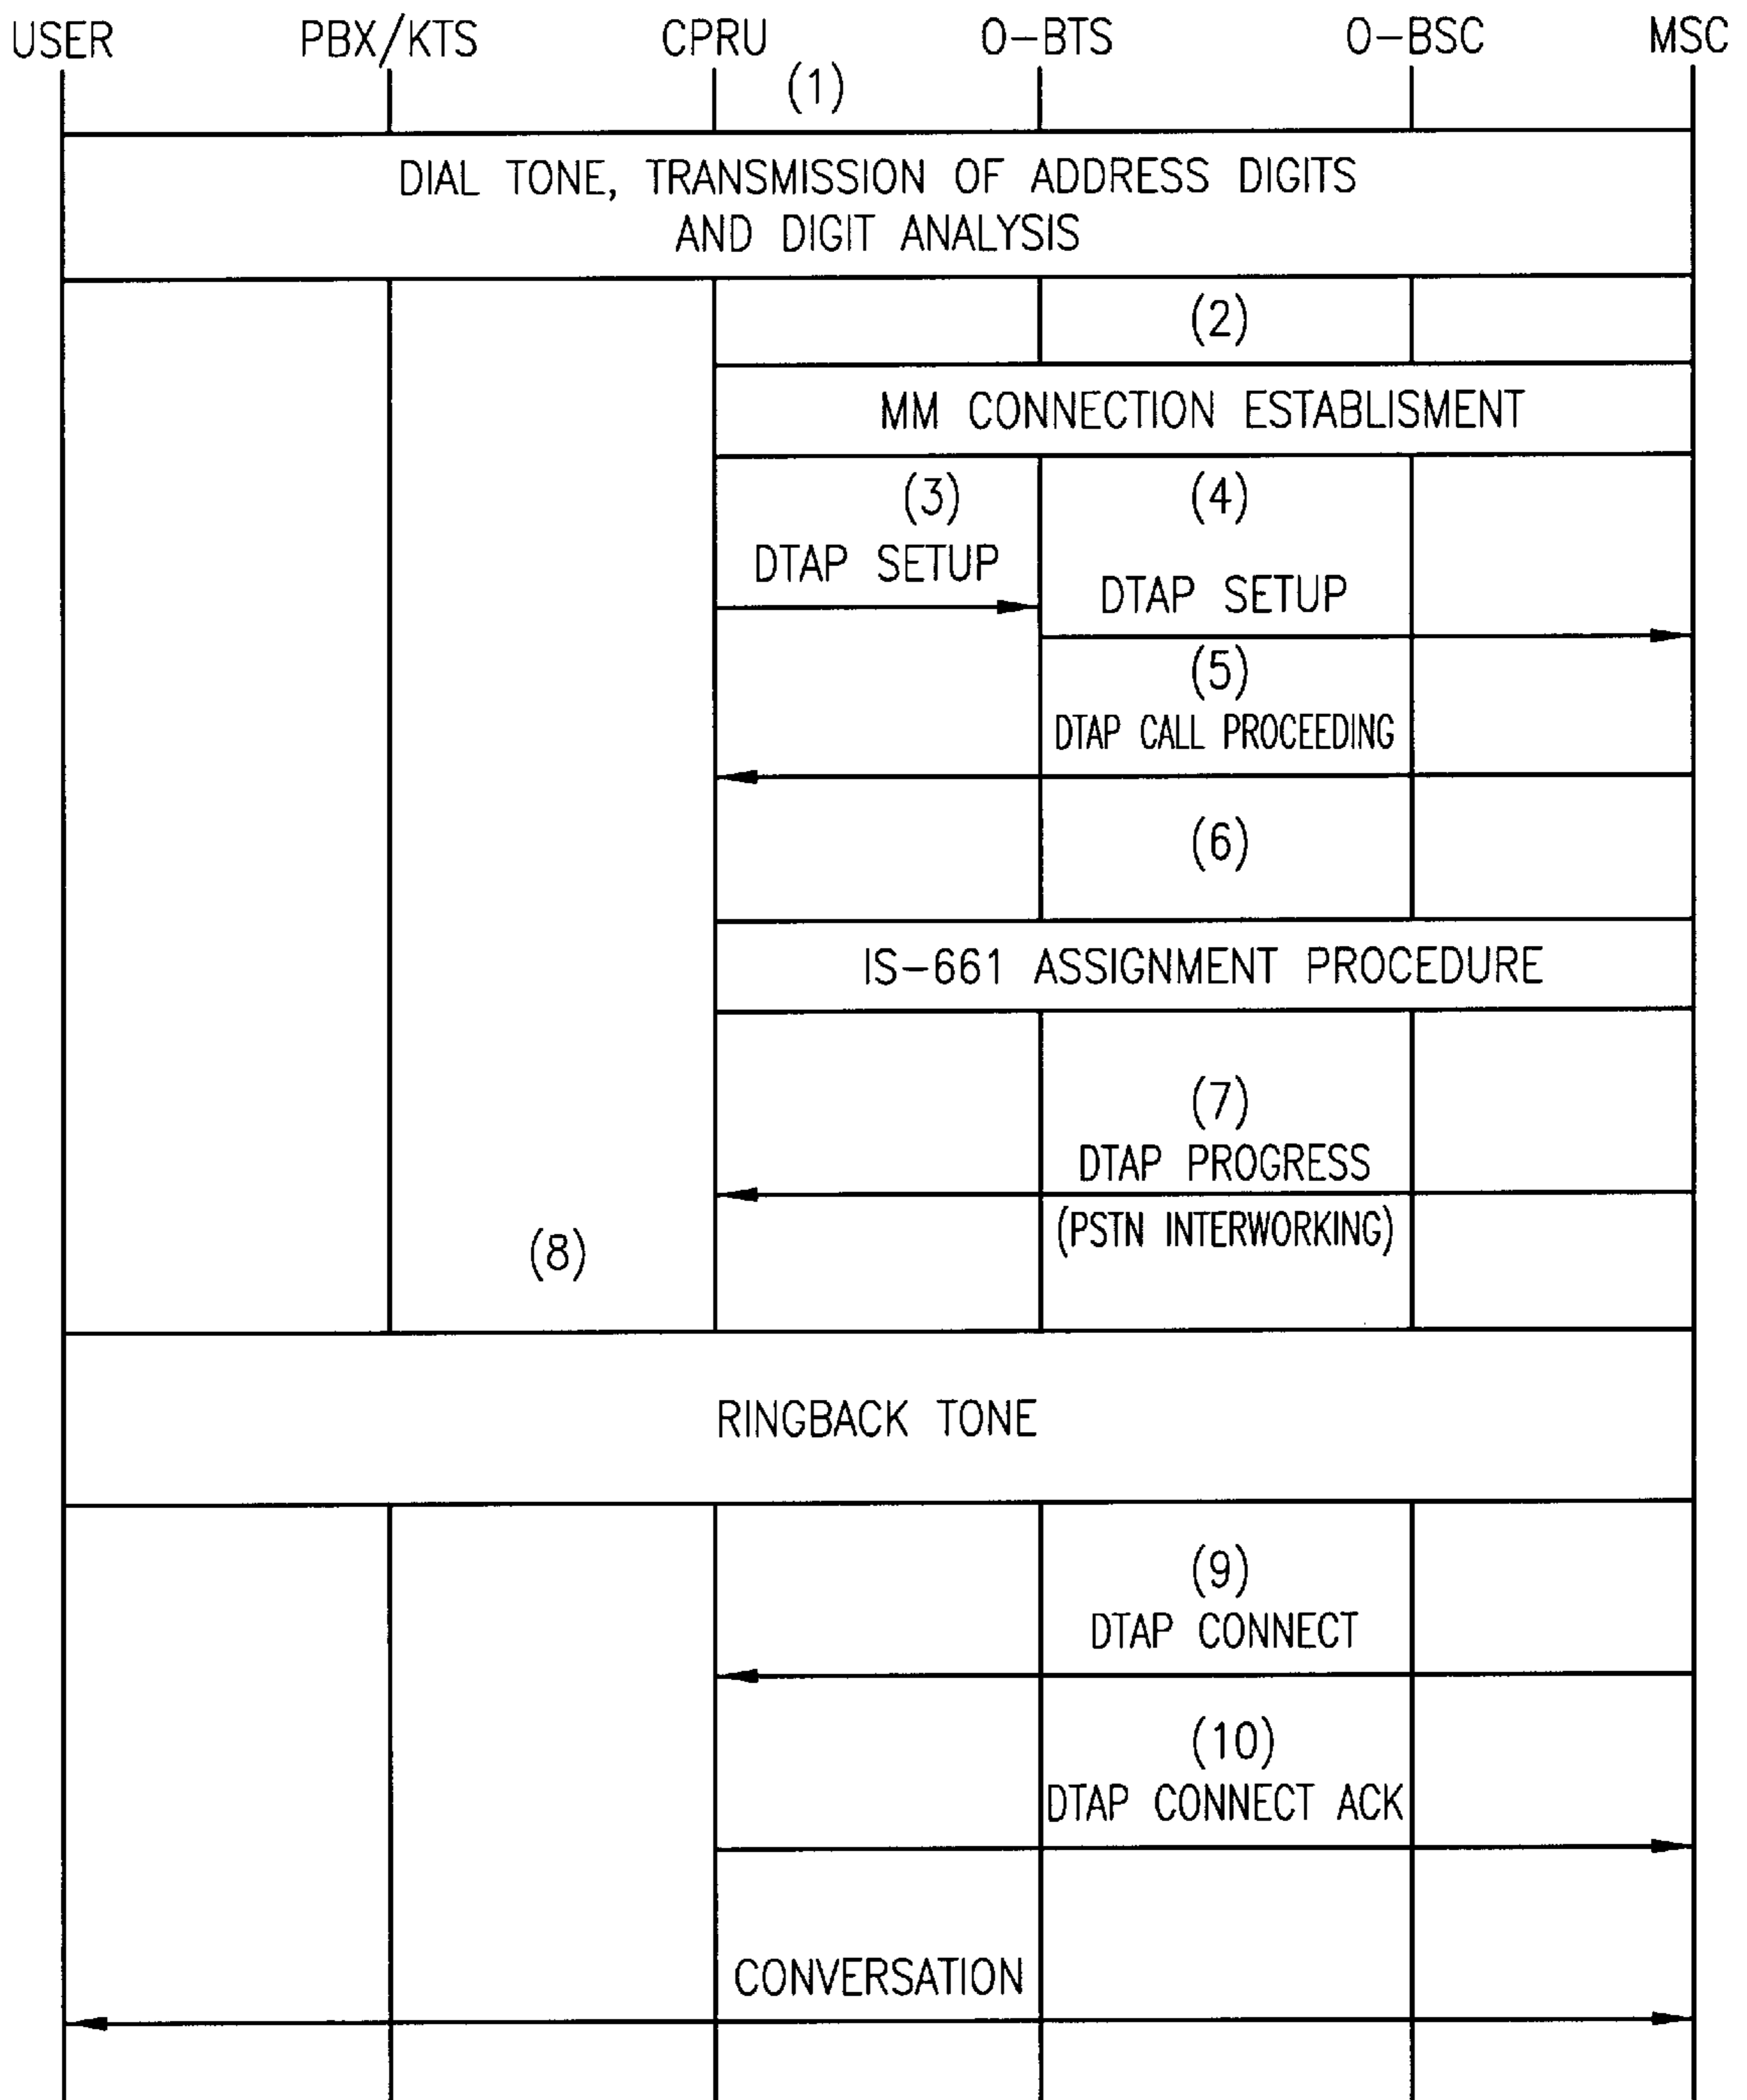 USER PBX/KTS CPRU O-BTS O-BSC MSC
(1)
DIAL TONE, TRANSMISSION OF ADDRESS DIGITS
AND DIGIT ANALYSIS
(2)
MM CONNECTION ESTABLISMENT
(3) (4)
DTAP SETUP
DTAP SETUP
(5)
DTAP CALL PROCEEDING
(6)
IS-661 ASSIGNMENT PROCEDURE
(7)
DTAP PROGRESS
(PSTN INTERWORKING)
(8)
RINGBACK TONE
(9)
DTAP CONNECT
(10)
DTAP CONNECT ACK
CONVERSATION